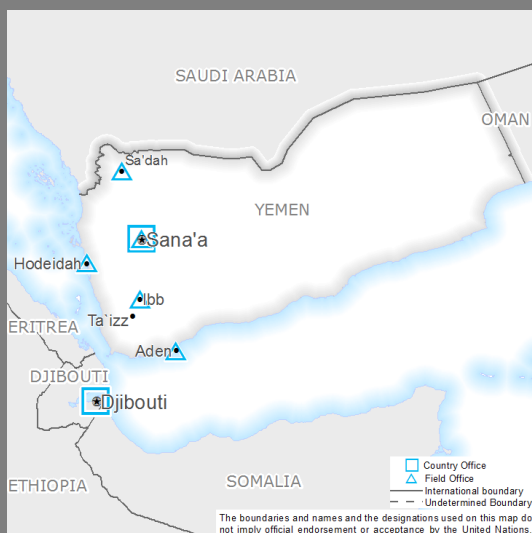 SAUDI ARABIA
OMAN
Sa'dah
YEMEN
Sana'a
Hodeidah
Ibb
Ta`izz
ERITREA
Aden
DJIBOUTI
Djibouti
ETHIOPIA
SOMALIA
Country Office
Field Office
International boundary
Undetermined Boundary
The boundaries and names and the designations used on this map do
not imply official endorsement or acceptance by the United Nations.